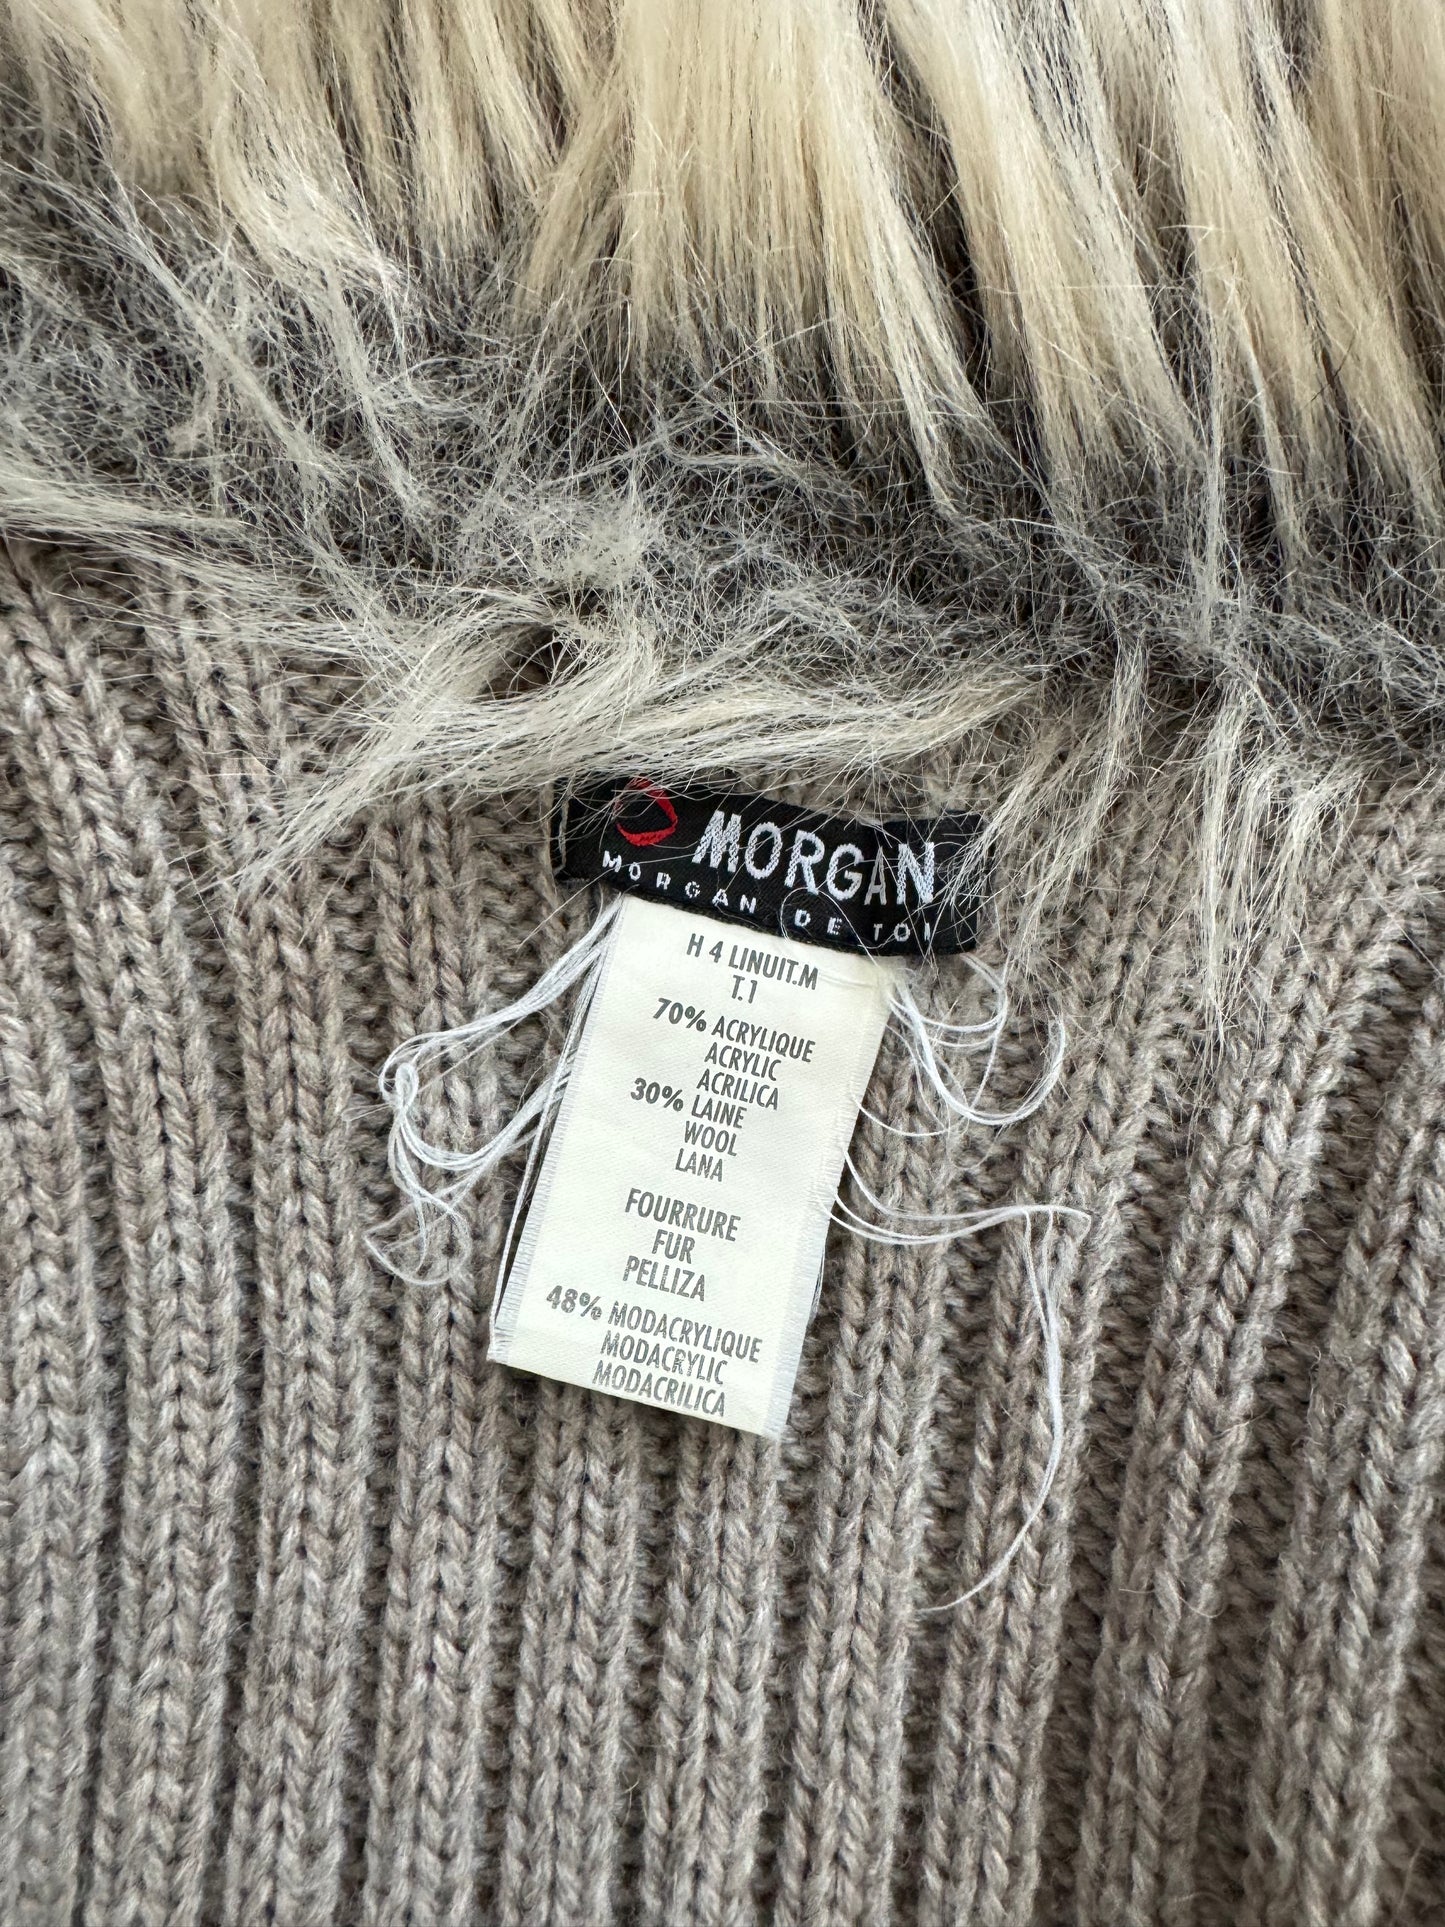 MORGAN
MORGAN DE TOI
H 4 LINUIT.M
T.1
70% ACRYLIQUE
ACRYLIC
ACRILICA
30% LAINE
WOOL
LANA
FOURRURE
FUR
PELLIZA
48% MODACRYLIQUE
MODACRYLIC
MODACRILICA